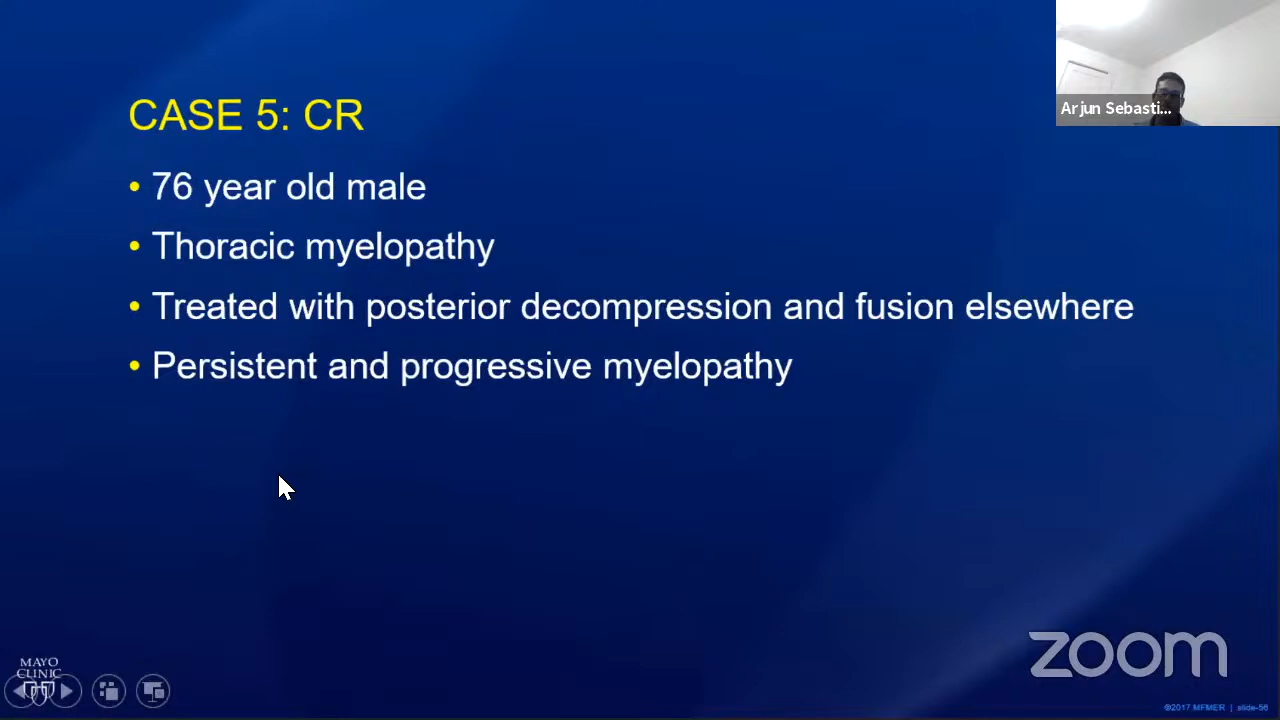 Arjun Sebasti...
CASE 5: CR
• 76 year old male
• Thoracic myelopathy
• Treated with posterior decompression and fusion elsewhere
• Persistent and progressive myelopathy
MAYO
CLINIC
zoom
©2017 MFMER | slide-56